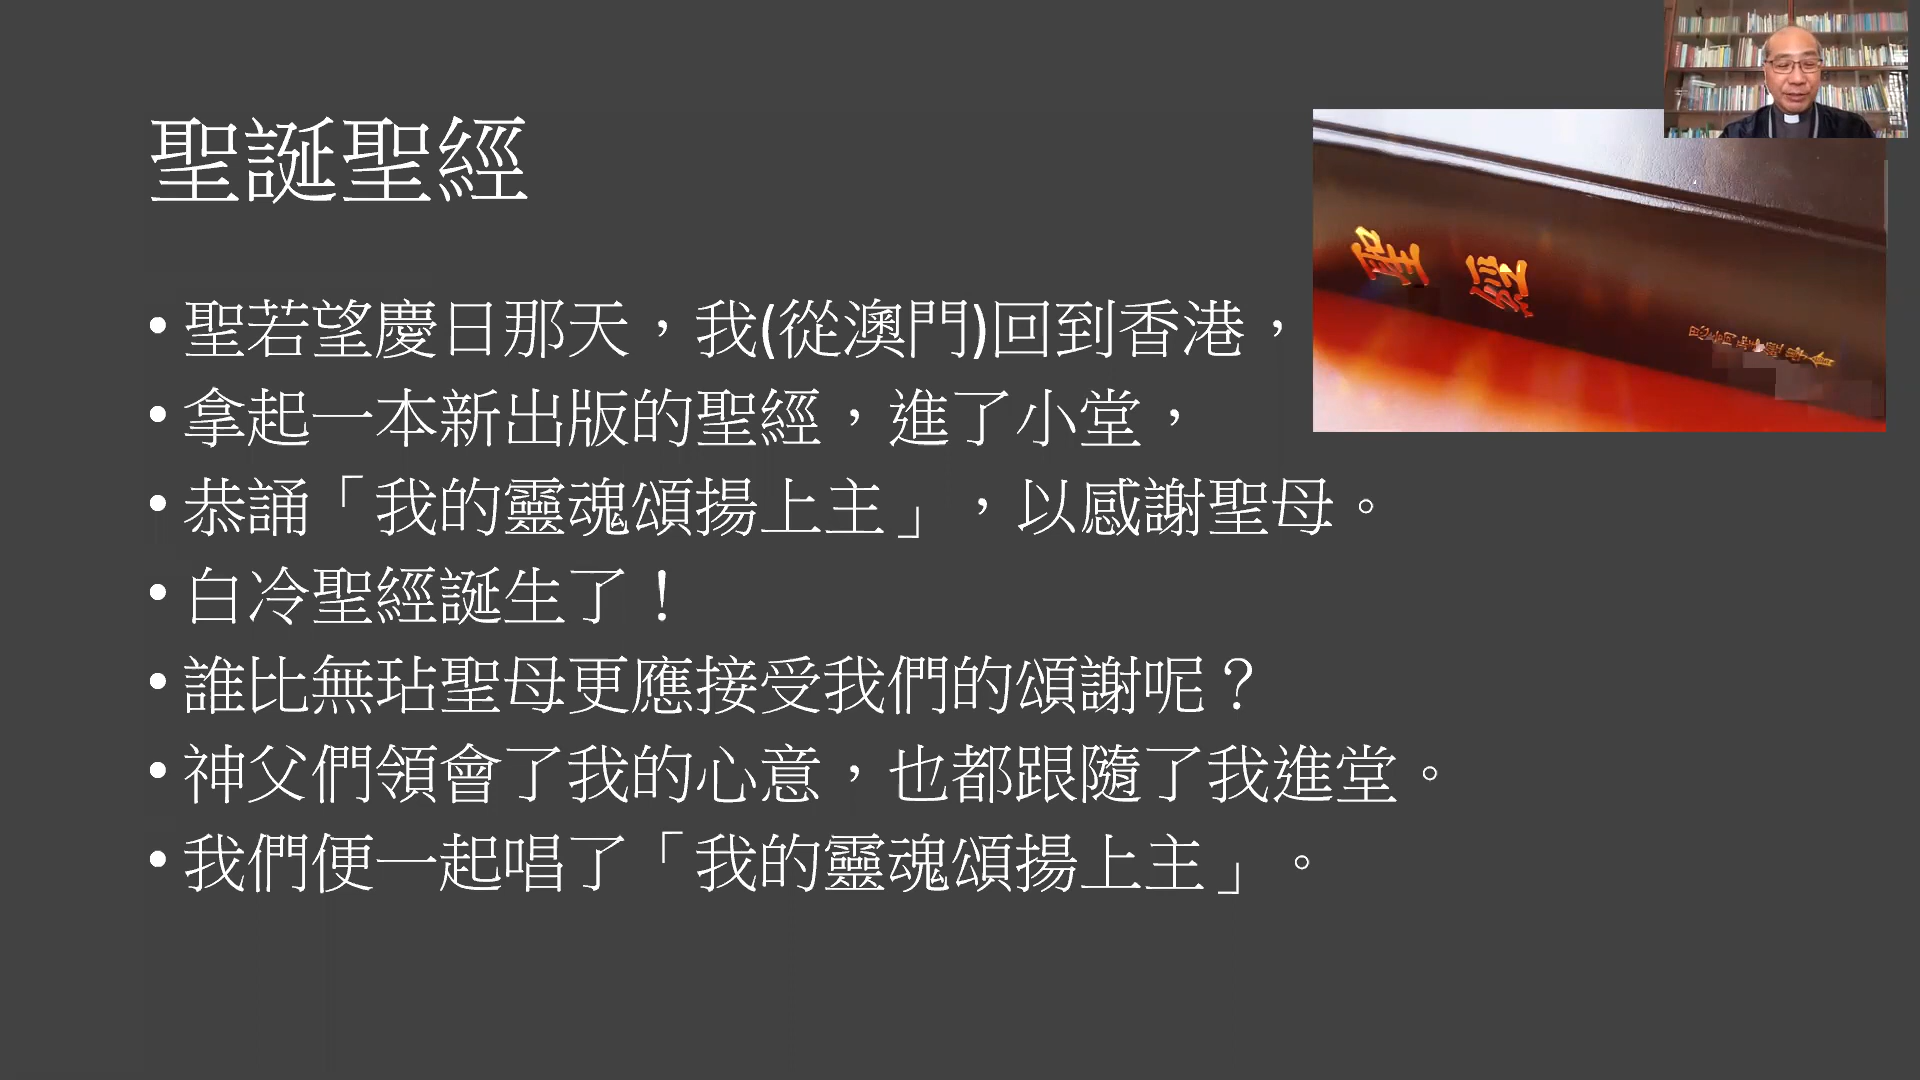 聖誕聖經
• 聖若望慶日那天，我(從澳門)回到香港，
• 拿起一本新出版的聖經，進了小堂，
• 恭誦「我的靈魂頌揚上主」，以感謝聖母。
• 白冷聖經誕生了！
• 誰比無玷聖母更應接受我們的頌謝呢？
• 神父們領會了我的心意，也都跟隨了我進堂。
• 我們便一起唱了「我的靈魂頌揚上主」。
聖經